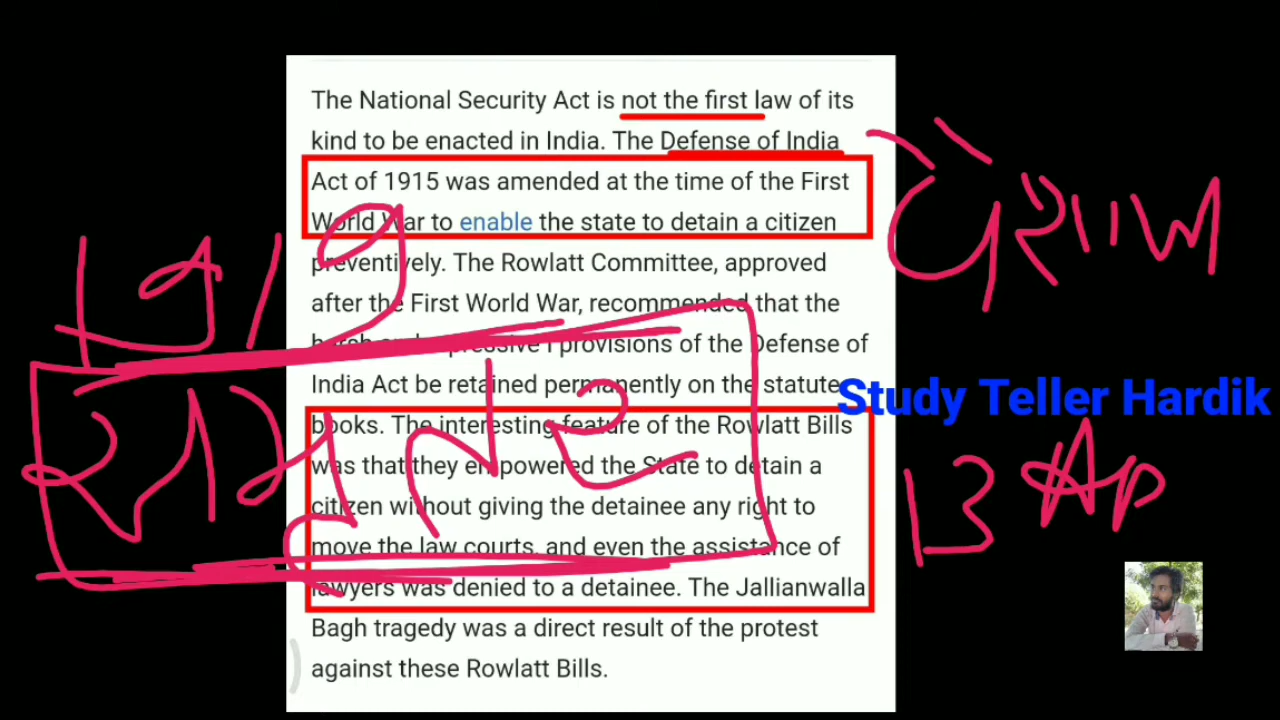 The National Security Act is not the first law of its
kind to be enacted in India. The Defense of India
Act of 1915 was amended at the time of the First
World War to enable the state to detain a citizen
preventively. The Rowlatt Committee, approved
after the First World War, recommended that the
harsh and oppressive l provisions of the Defense of
India Act be retained permanently on the statute
books. The interesting feature of the Rowlatt Bills
was that they empowered the State to detain a
citizen without giving the detainee any right to
move the law courts, and even the assistance of
lawyers was denied to a detainee. The Jallianwalla
Bagh tragedy was a direct result of the protest
against these Rowlatt Bills.
1919
વૈશાખ
Study Teller Hardik
13 Ap